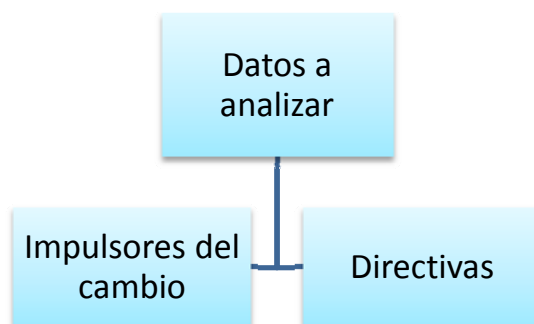 Datos a
analizar
Impulsores del
cambio
Directivas